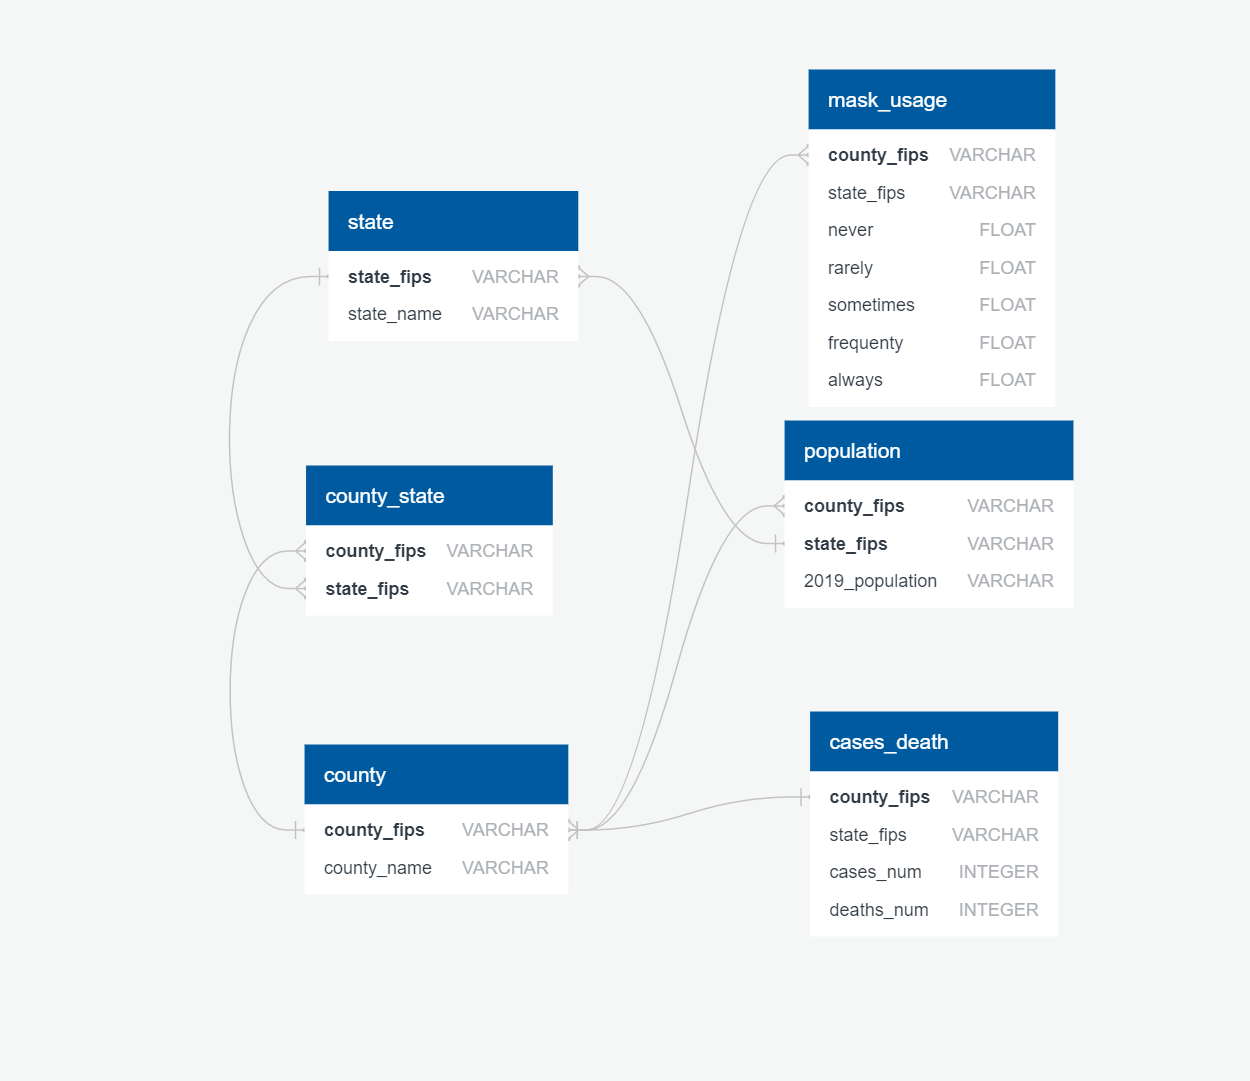 mask_usage
county_fips VARCHAR
state_fips VARCHAR
never FLOAT
rarely FLOAT
sometimes FLOAT
frequenty FLOAT
always FLOAT
state
state_fips VARCHAR
state_name VARCHAR
population
county_fips VARCHAR
state_fips VARCHAR
2019_population VARCHAR
county_state
county_fips VARCHAR
state_fips VARCHAR
county
county_fips VARCHAR
county_name VARCHAR
cases_death
county_fips VARCHAR
state_fips VARCHAR
cases_num INTEGER
deaths_num INTEGER